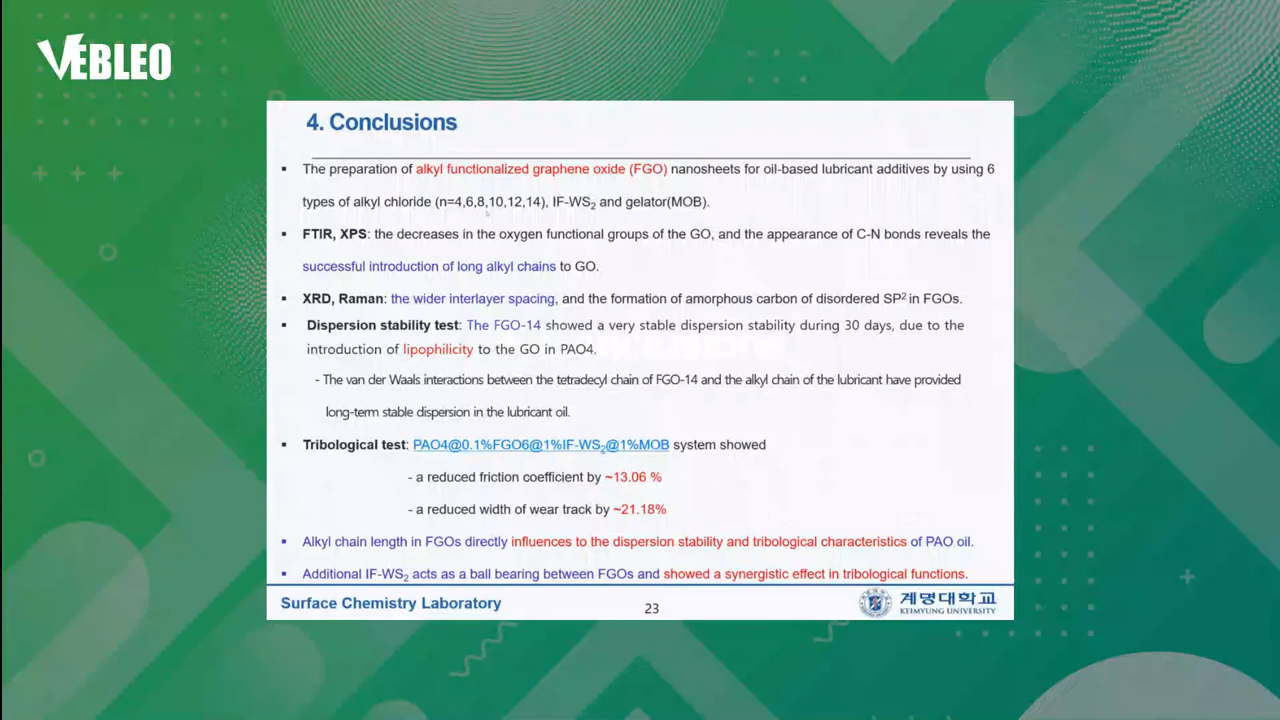 VEBLEO
4. Conclusions
▪ The preparation of alkyl functionalized graphene oxide (FGO) nanosheets for oil-based lubricant additives by using 6
types of alkyl chloride (n=4,6,8,10,12,14), IF-WS₂ and gelator(MOB).
▪ FTIR, XPS: the decreases in the oxygen functional groups of the GO, and the appearance of C-N bonds reveals the
successful introduction of long alkyl chains to GO.
▪ XRD, Raman: the wider interlayer spacing, and the formation of amorphous carbon of disordered SP² in FGOs.
▪ Dispersion stability test: The FGO-14 showed a very stable dispersion stability during 30 days, due to the
introduction of lipophilicity to the GO in PAO4.
- The van der Waals interactions between the tetradecyl chain of FGO-14 and the alkyl chain of the lubricant have provided
long-term stable dispersion in the lubricant oil.
▪ Tribological test: PAO4@0.1%FGO6@1%IF-WS₂@1%MOB system showed
- a reduced friction coefficient by ~13.06 %
- a reduced width of wear track by ~21.18%
▪ Alkyl chain length in FGOs directly influences to the dispersion stability and tribological characteristics of PAO oil.
▪ Additional IF-WS₂ acts as a ball bearing between FGOs and showed a synergistic effect in tribological functions.
Surface Chemistry Laboratory
23
계명대학교
KEIMYUNG UNIVERSITY